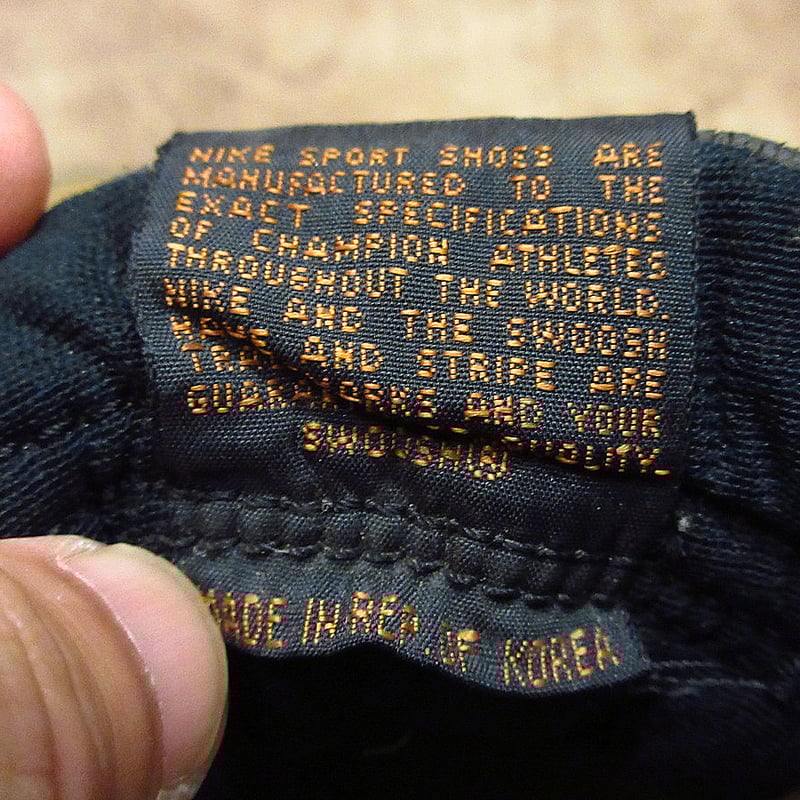 NIKE SPORT SHOES ARE
MANUFACTURED TO THE
EXACT SPECIFICATIONS
OF CHAMPION ATHLETES
THROUGHOUT THE WORLD.
NIKE AND THE SWOOSH
AND STRIPE ARE
AND YOUR
QUALITY.
MADE IN REP. OF KOREA